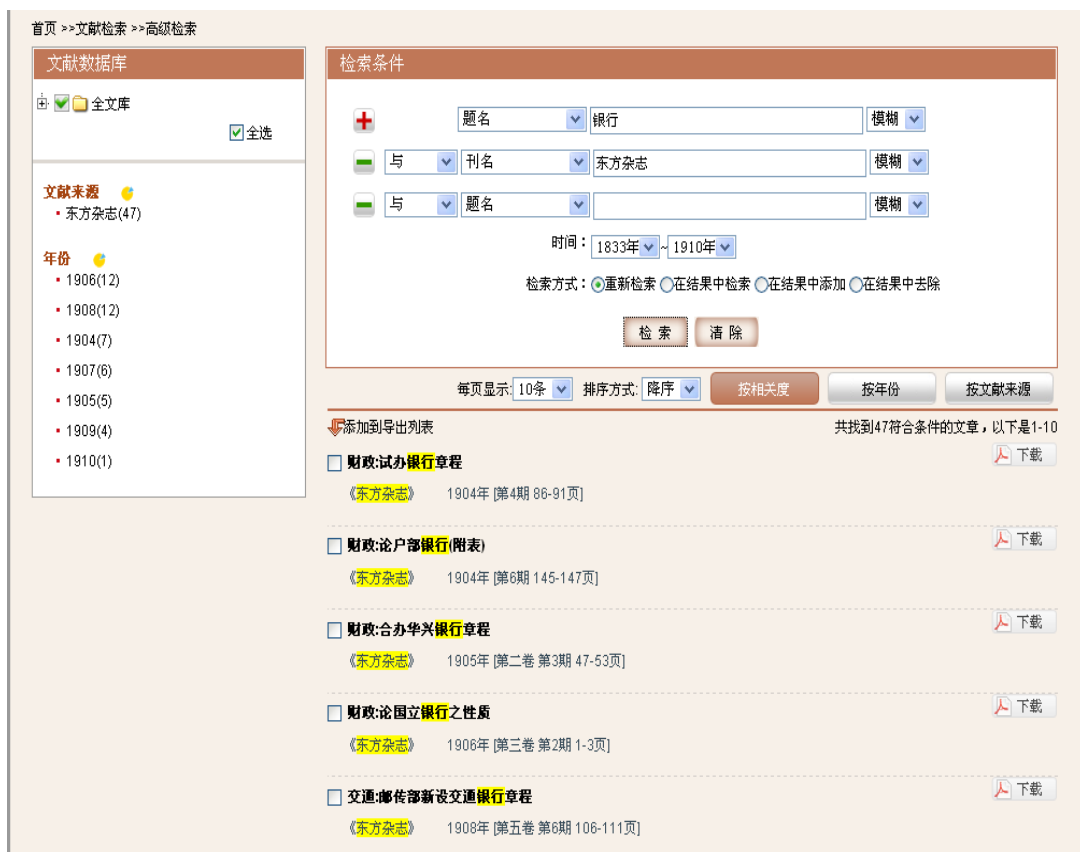 首页 >>文献检索 >>高级检索
文献数据库
全文库
全选
文献来源
东方杂志(47)
年份
1906(12)
1908(12)
1904(7)
1907(6)
1905(5)
1909(4)
1910(1)
检索条件
题名 银行 模糊
与 刊名 东方杂志 模糊
与 题名 模糊
时间：1833年~1910年
检索方式：重新检索 在结果中检索 在结果中添加 在结果中去除
检 索 清 除
每页显示:10条 排序方式:降序 按相关度 按年份 按文献来源
添加到导出列表 共找到47符合条件的文章，以下是1-10
财政:试办银行章程 下载
《东方杂志》 1904年 [第4期 86-91页]
财政:论户部银行(附表) 下载
《东方杂志》 1904年 [第6期 145-147页]
财政:合办华兴银行章程 下载
《东方杂志》 1905年 [第二卷 第3期 47-53页]
财政:论国立银行之性质 下载
《东方杂志》 1906年 [第三卷 第2期 1-3页]
交通:邮传部新设交通银行章程 下载
《东方杂志》 1908年 [第五卷 第6期 106-111页]